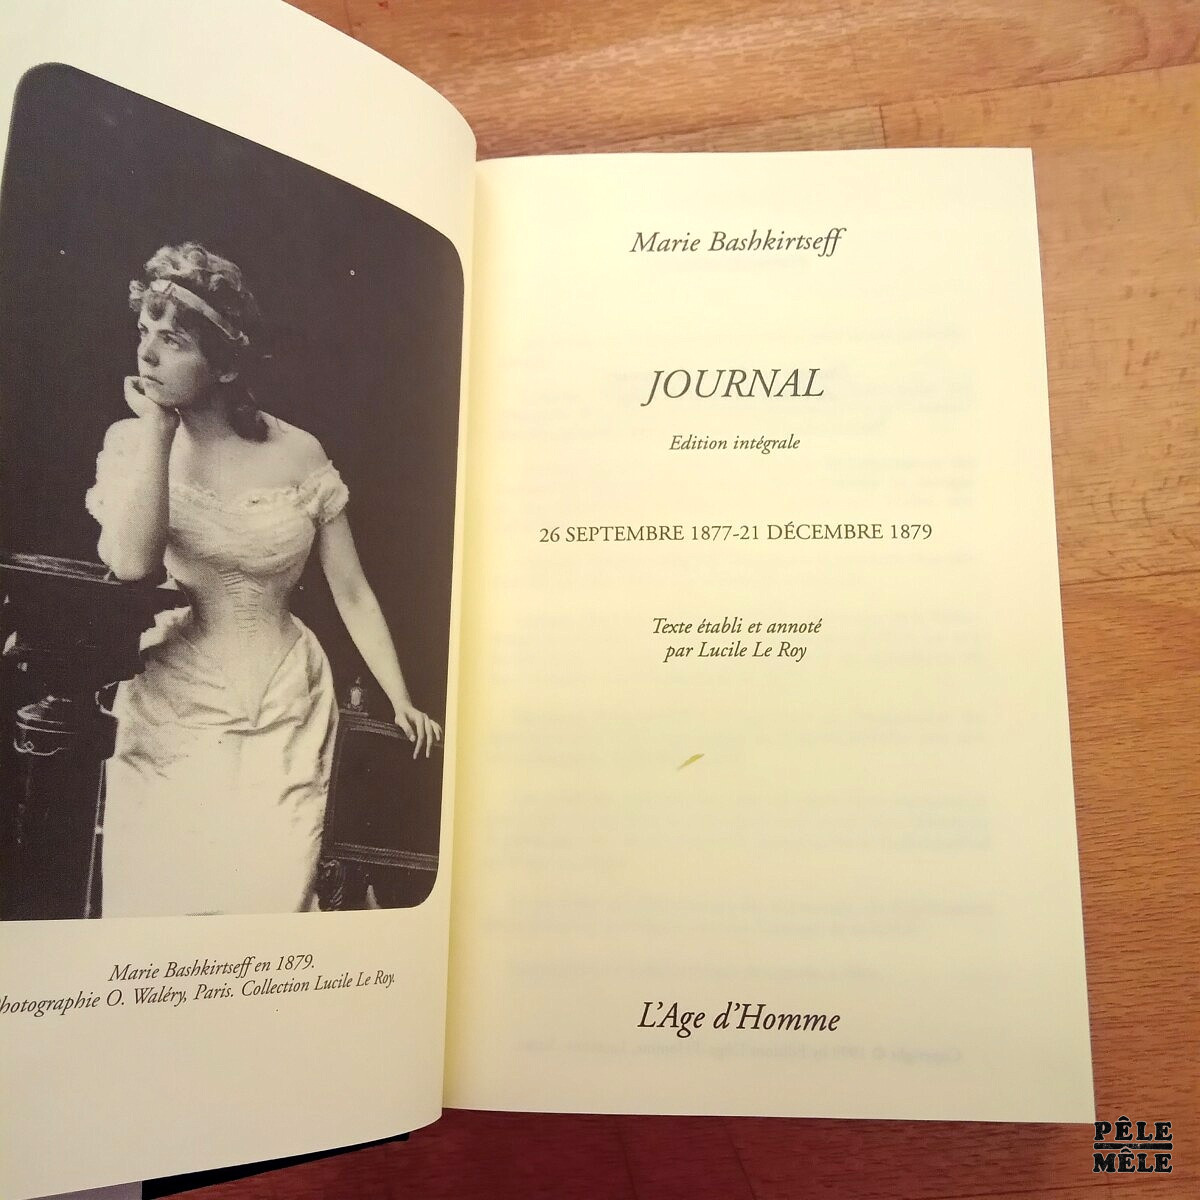 Marie Bashkirtseff en 1879.
Photographie O. Waléry, Paris. Collection Lucile Le Roy.
Marie Bashkirtseff
JOURNAL
Edition intégrale
26 SEPTEMBRE 1877-21 DÉCEMBRE 1879
Texte établi et annoté
par Lucile Le Roy
L'Age d'Homme
PÊLE
MÊLE